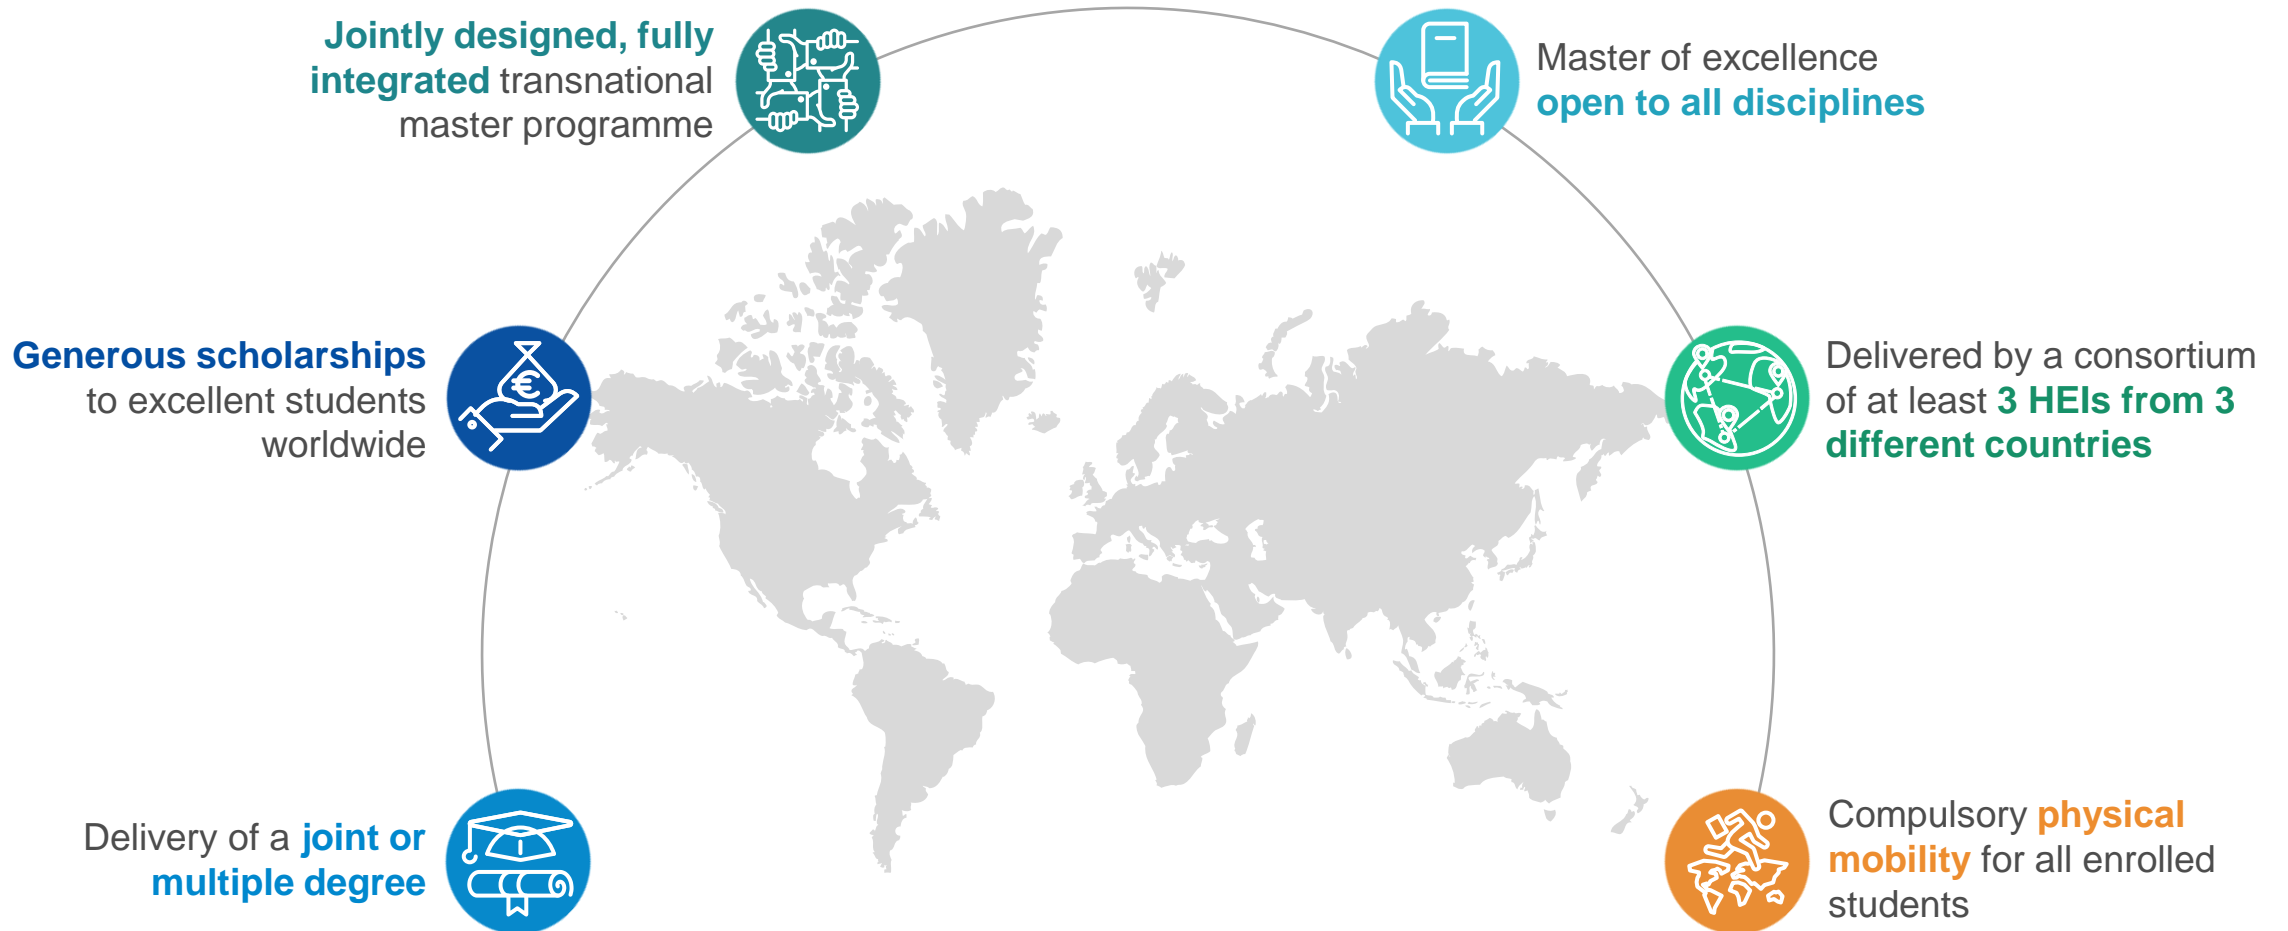 Jointly designed, fully
integrated transnational
master programme
Master of excellence
open to all disciplines
Generous scholarships
to excellent students
worldwide
€
Delivered by a consortium
of at least 3 HEIs from 3
different countries
Delivery of a joint or
multiple degree
Compulsory physical
mobility for all enrolled
students